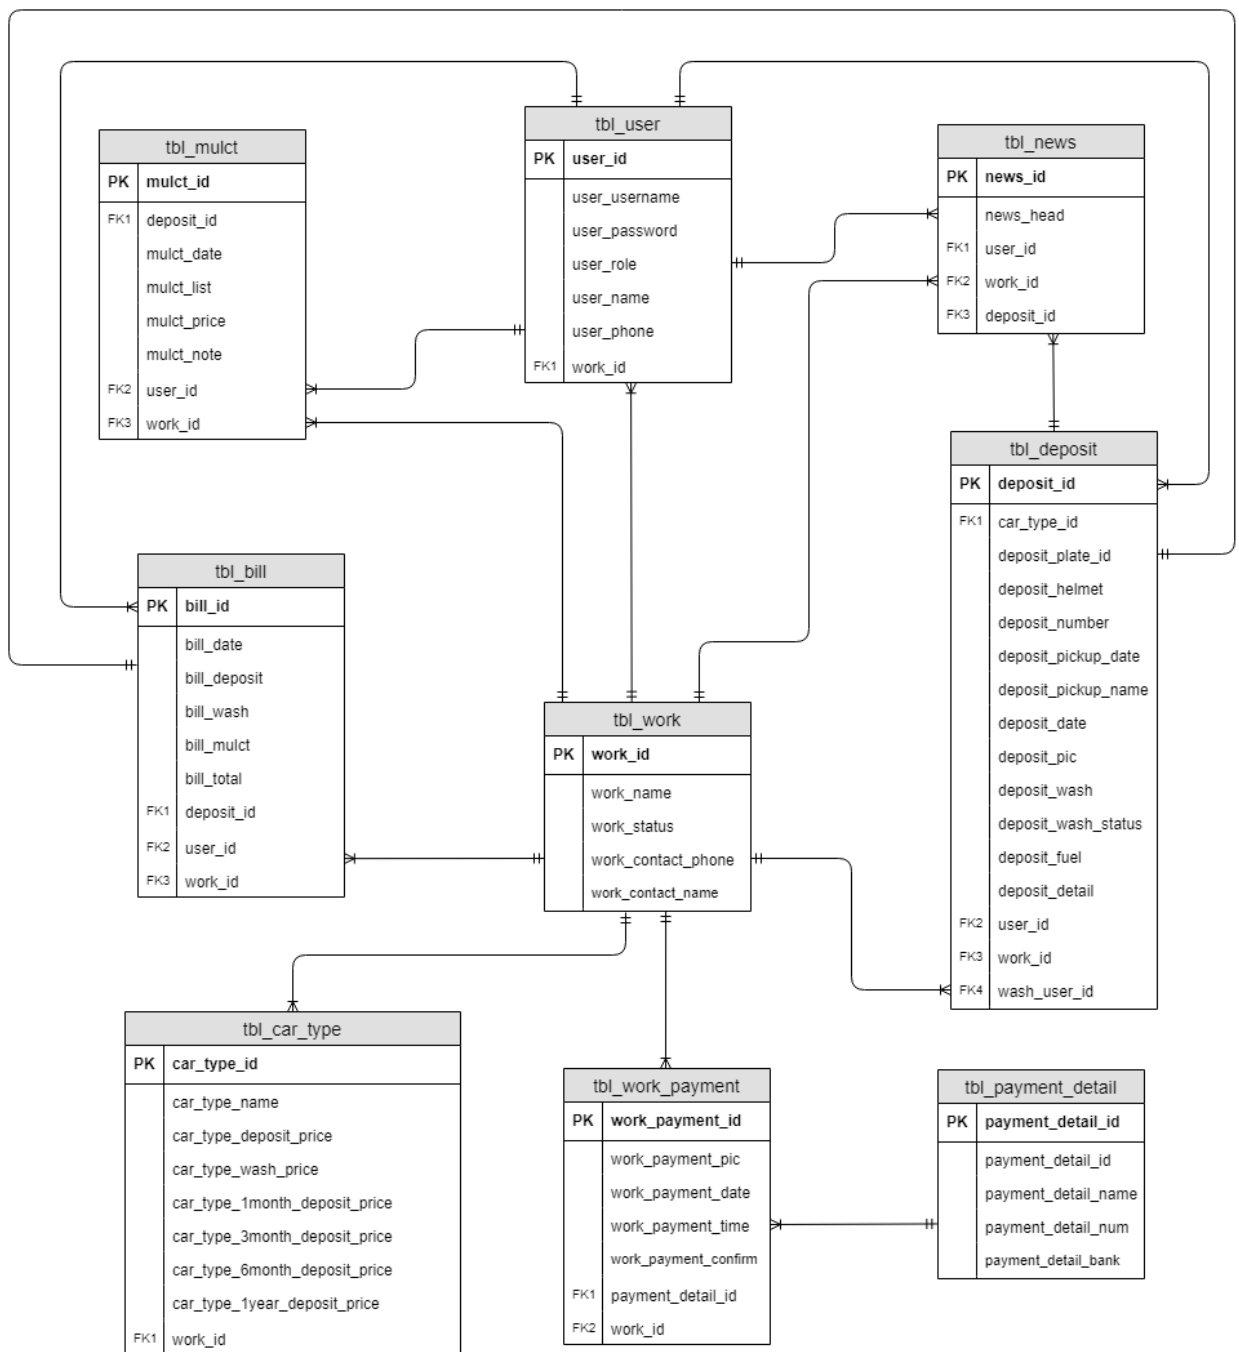 tbl_user
PK user_id
user_username
user_password
user_role
user_name
user_phone
FK1 work_id
tbl_mulct
PK mulct_id
FK1 deposit_id
mulct_date
mulct_list
mulct_price
mulct_note
FK2 user_id
FK3 work_id
tbl_news
PK news_id
news_head
FK1 user_id
FK2 work_id
FK3 deposit_id
tbl_deposit
PK deposit_id
FK1 car_type_id
deposit_plate_id
deposit_helmet
deposit_number
deposit_pickup_date
deposit_pickup_name
deposit_date
deposit_pic
deposit_wash
deposit_wash_status
deposit_fuel
deposit_detail
FK2 user_id
FK3 work_id
FK4 wash_user_id
tbl_bill
PK bill_id
bill_date
bill_deposit
bill_wash
bill_mulct
bill_total
FK1 deposit_id
FK2 user_id
FK3 work_id
tbl_work
PK work_id
work_name
work_status
work_contact_phone
work_contact_name
tbl_car_type
PK car_type_id
car_type_name
car_type_deposit_price
car_type_wash_price
car_type_1month_deposit_price
car_type_3month_deposit_price
car_type_6month_deposit_price
car_type_1year_deposit_price
FK1 work_id
tbl_work_payment
PK work_payment_id
work_payment_pic
work_payment_date
work_payment_time
work_payment_confirm
FK1 payment_detail_id
FK2 work_id
tbl_payment_detail
PK payment_detail_id
payment_detail_id
payment_detail_name
payment_detail_num
payment_detail_bank